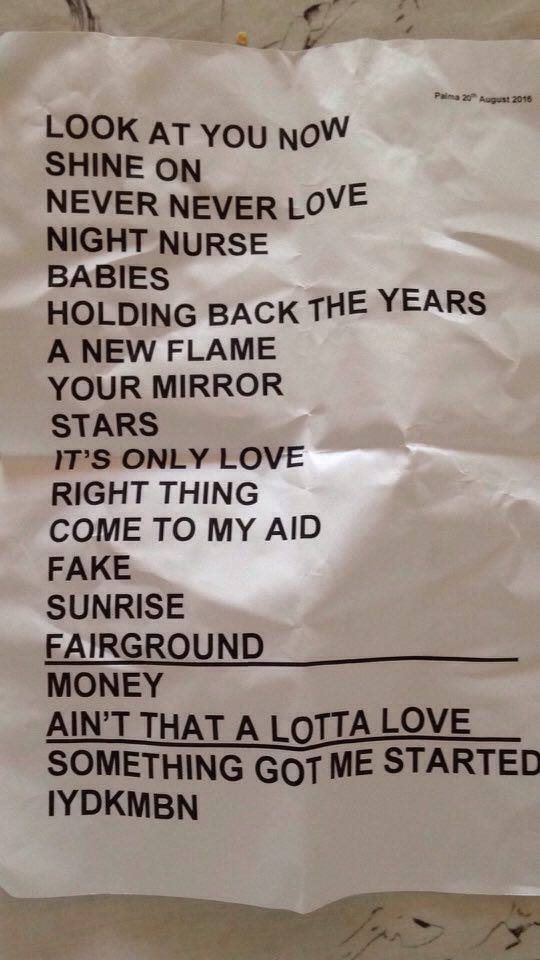 Palma 20th August 2016
LOOK AT YOU NOW
SHINE ON
NEVER NEVER LOVE
NIGHT NURSE
BABIES
HOLDING BACK THE YEARS
A NEW FLAME
YOUR MIRROR
STARS
IT'S ONLY LOVE
RIGHT THING
COME TO MY AID
FAKE
SUNRISE
FAIRGROUND
MONEY
AIN'T THAT A LOTTA LOVE
SOMETHING GOT ME STARTED
IYDKMBN